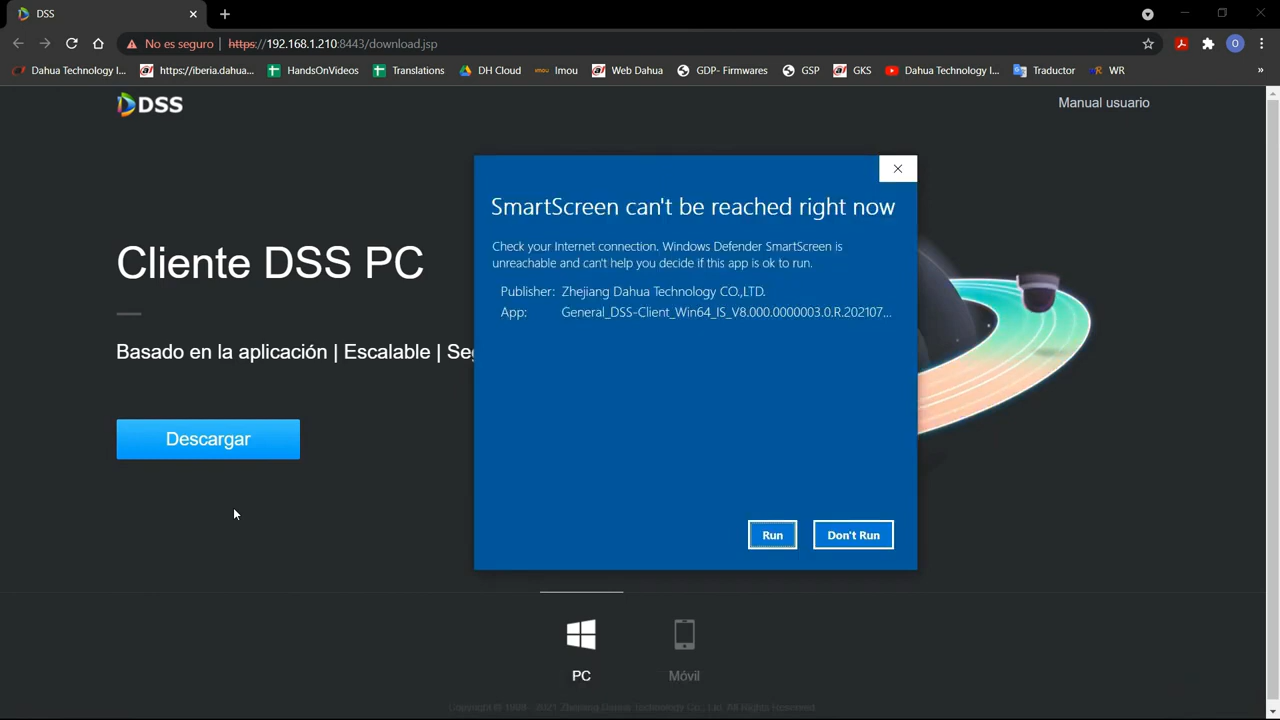 DSS
No es seguro | https://192.168.1.210:8443/download.jsp
Dahua Technology I... https://iberia.dahua... HandsOnVideos Translations DH Cloud Imou Web Dahua GDP- Firmwares GSP GKS Dahua Technology I... Traductor WR »
DSS Manual usuario
SmartScreen can't be reached right now
Check your Internet connection. Windows Defender SmartScreen is
unreachable and can't help you decide if this app is ok to run.
Publisher: Zhejiang Dahua Technology CO.,LTD.
App: General_DSS-Client_Win64_IS_V8.000.0000003.0.R.202107...
Run Don't Run
Cliente DSS PC
Basado en la aplicación | Escalable | Se
Descargar
PC Móvil